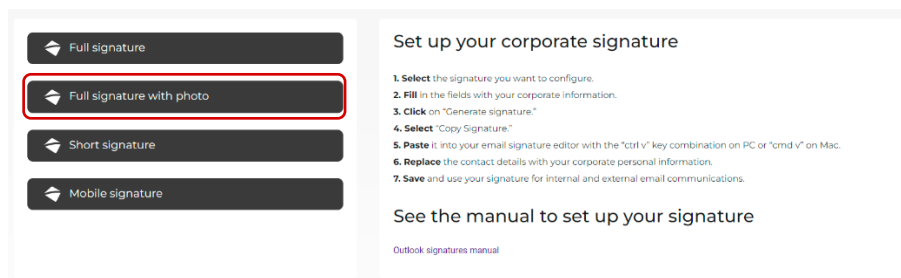 Full signature
Full signature with photo
Short signature
Mobile signature
Set up your corporate signature
1. Select the signature you want to configure.
2. Fill in the fields with your corporate information.
3. Click on “Generate signature.”
4. Select “Copy Signature.”
5. Paste it into your email signature editor with the “ctrl v” key combination on PC or “cmd v” on Mac.
6. Replace the contact details with your corporate personal information.
7. Save and use your signature for internal and external email communications.
See the manual to set up your signature
Outlook signatures manual